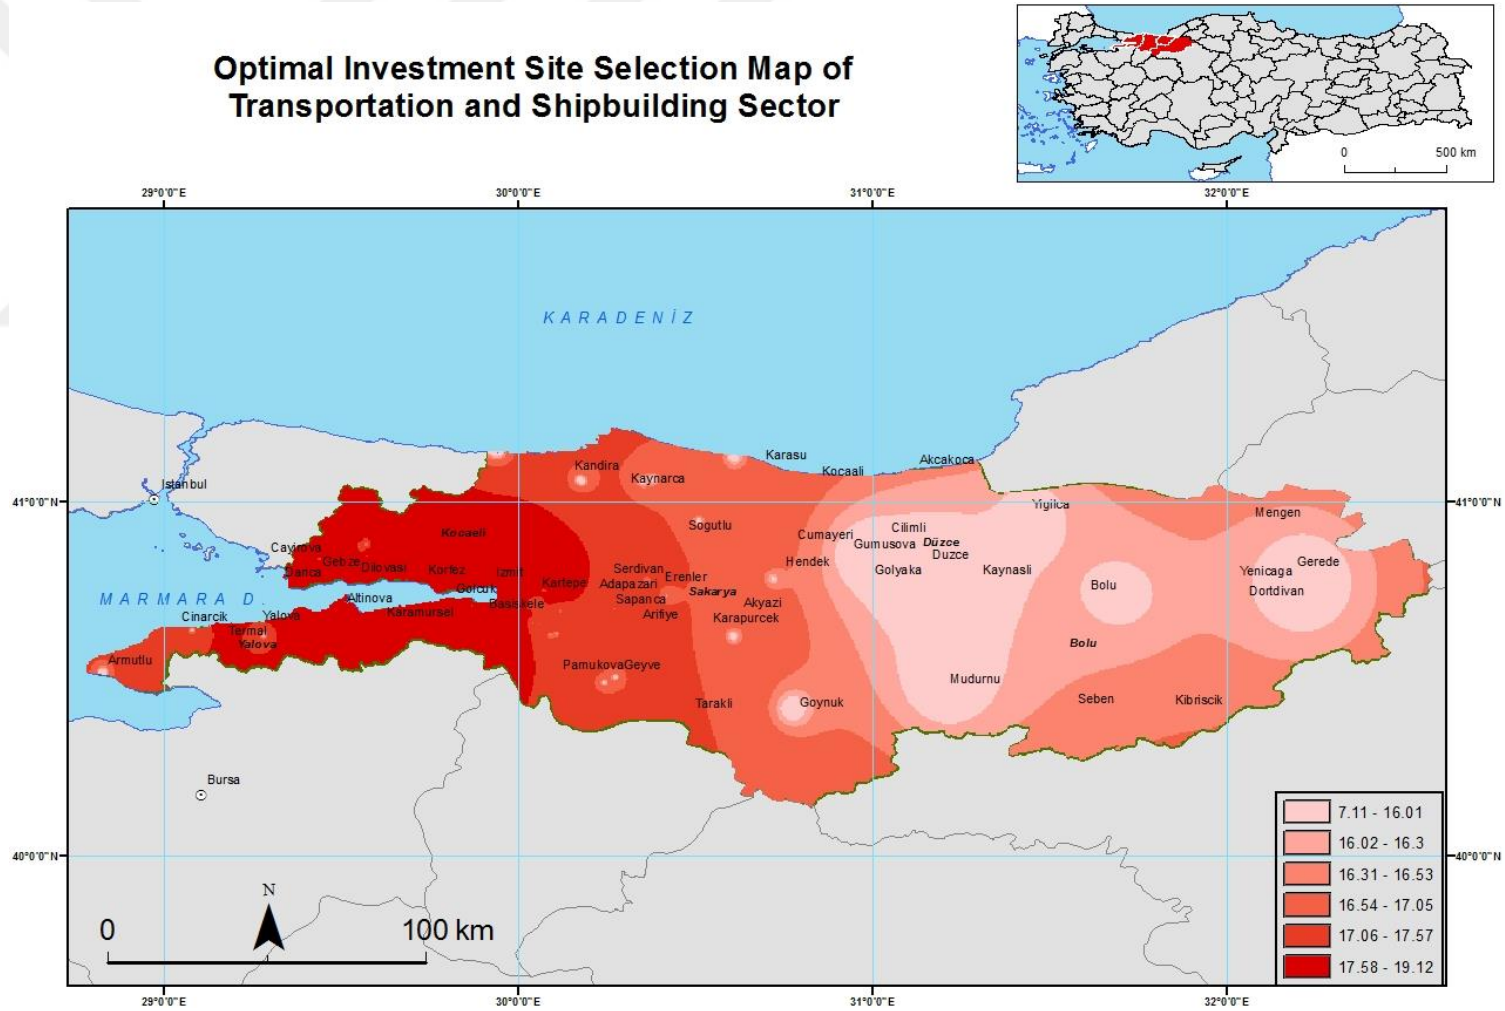 Optimal Investment Site Selection Map of
Transportation and Shipbuilding Sector
0 500 km
29°0'0"E 30°0'0"E 31°0'0"E 32°0'0"E
KARADENİZ
Kandira
Kaynarca
Karasu
Kocaali
Akcakoca
Istanbul
41°0'0"N 41°0'0"N
Yigilca
Mengen
Sogutlu
Kocaeli
Cumayeri
Cilimli
Gumusova
Düzce
Duzce
Cayirova
Gebze
Dilovasi
Darica
Korfez
Izmit
Hendek
Golyaka
Kaynasli
Yenicaga
Gerede
Dortdivan
Serdivan
Adapazari
Erenler
Kartepe
Golcuk
Sapanca
Sakarya
Bolu
MARMARA D.
Altinova
Basiskele
Akyazi
Arifiye
Karapurcek
Cinarcik
Yalova
Karamursel
Termal
Yalova
Bolu
Armutlu
Pamukova
Geyve
Mudurnu
Tarakli
Goynuk
Seben
Kibriscik
Bursa
40°0'0"N 40°0'0"N
7.11 - 16.01
16.02 - 16.3
16.31 - 16.53
16.54 - 17.05
17.06 - 17.57
17.58 - 19.12
N
0 100 km
29°0'0"E 30°0'0"E 31°0'0"E 32°0'0"E